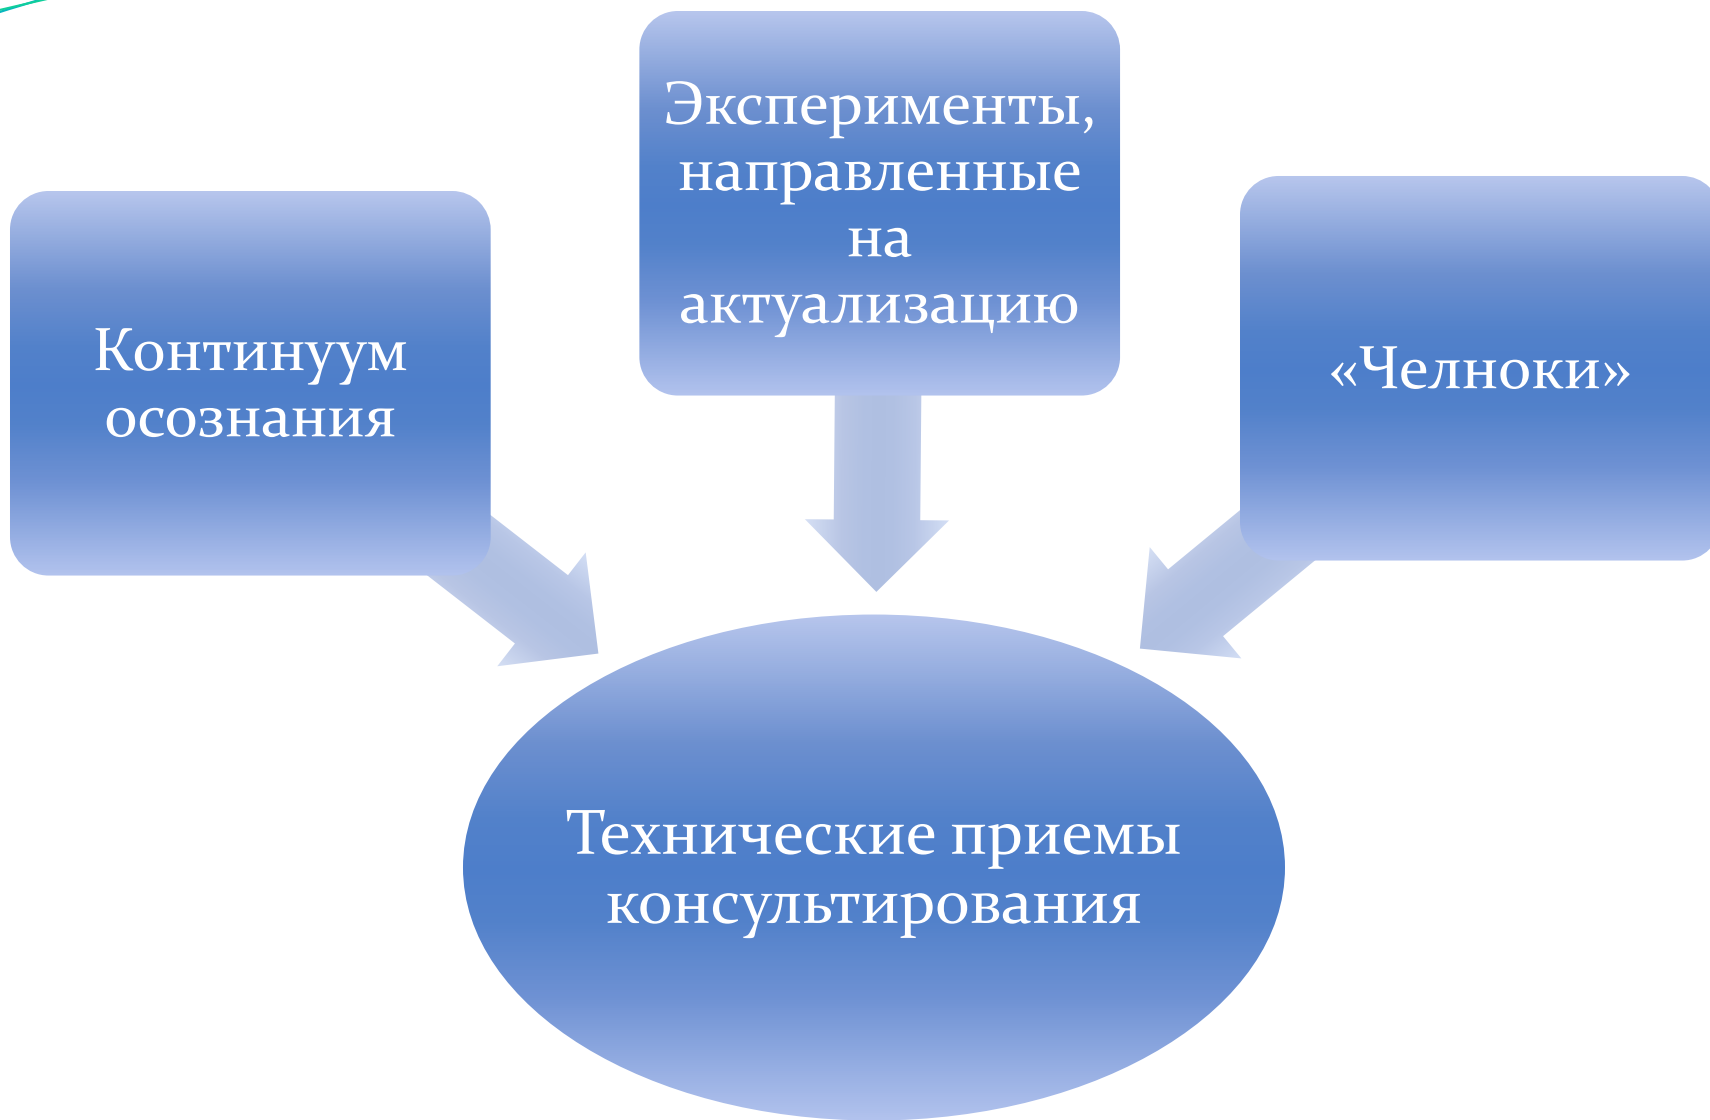 Эксперименты,
направленные
на
актуализацию
Континуум
осознания
«Челноки»
Технические приемы
консультирования